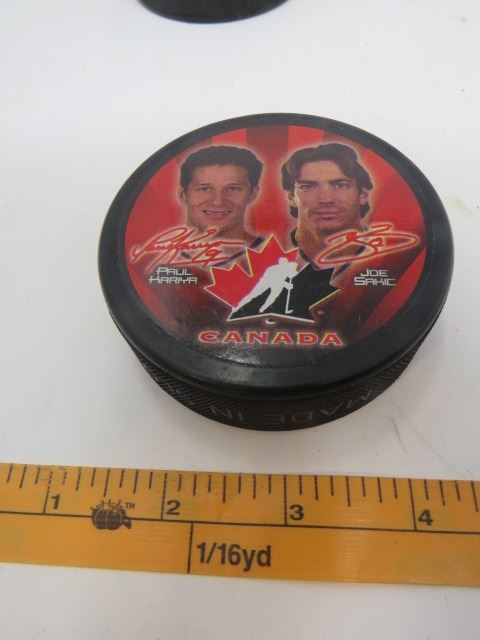 PAUL
KARIYA
JOE
SAKIC
CANADA
MADE IN
1 2 3 4
1/16yd